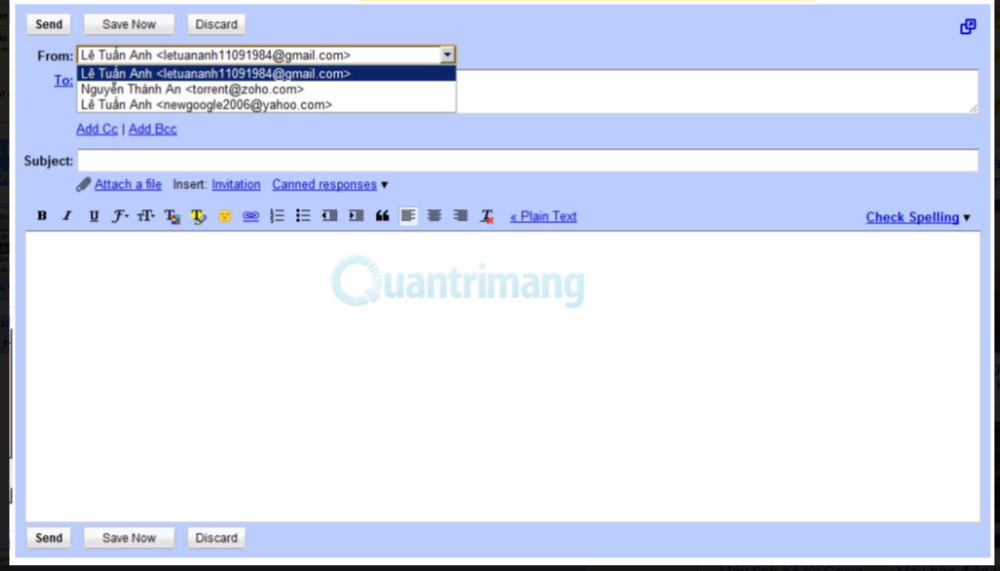 Send Save Now Discard
From: Lê Tuấn Anh <letuananh11091984@gmail.com>
Lê Tuấn Anh <letuananh11091984@gmail.com>
To: Nguyễn Thành An <torrent@zoho.com>
Lê Tuấn Anh <newgoogle2006@yahoo.com>
Add Cc | Add Bcc
Subject:
Attach a file Insert: Invitation Canned responses ▼
B I U F T T T T « Plain Text Check Spelling ▼
Quantrimang
Send Save Now Discard